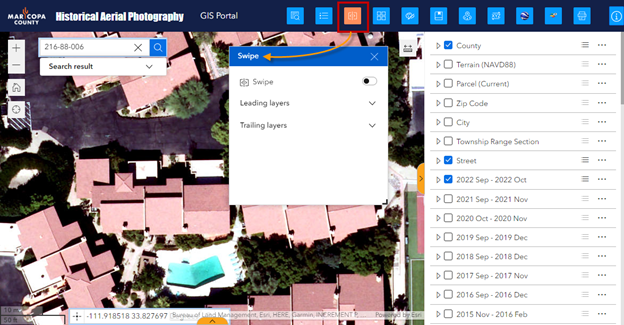 MARICOPA
COUNTY
Historical Aerial Photography
GIS Portal
216-88-006
Search result
Swipe
Swipe
Leading layers
Trailing layers
County
Terrain (NAVD88)
Parcel (Current)
Zip Code
City
Township Range Section
Street
2022 Sep - 2022 Oct
2021 Sep - 2021 Nov
2020 Oct - 2020 Nov
2019 Sep - 2019 Dec
2018 Sep - 2018 Dec
2017 Sep - 2017 Nov
2016 Sep - 2016 Dec
2015 Nov - 2016 Feb
-111.918518 33.827697
Bureau of Land Management, Esri, HERE, Garmin, INCREMENT P,
Powered by Esri